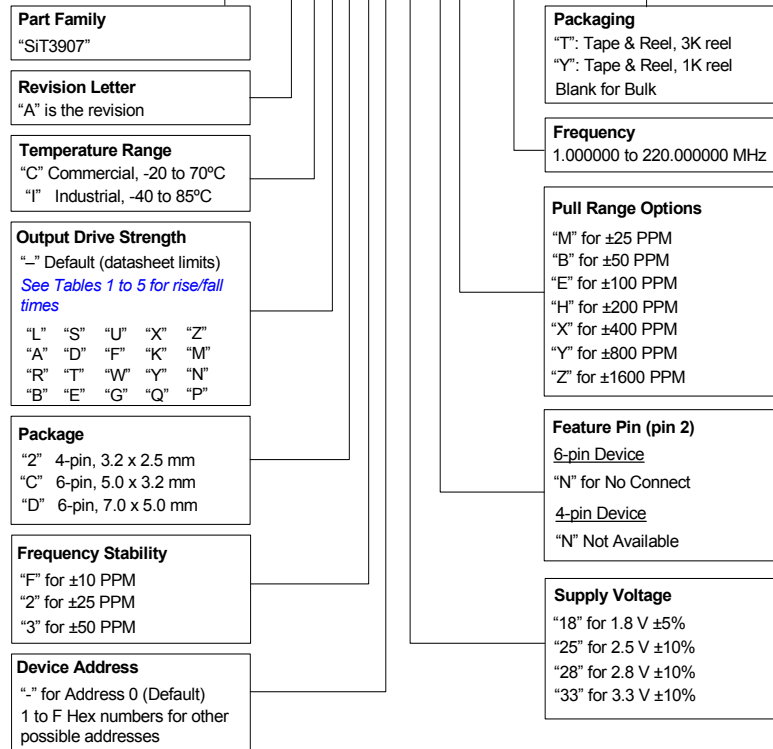 Part Family
“SiT3907”
Revision Letter
“A” is the revision
Temperature Range
“C” Commercial, -20 to 70ºC
“I” Industrial, -40 to 85ºC
Output Drive Strength
“–” Default (datasheet limits)
See Tables 1 to 5 for rise/fall
times
“L” “S” “U” “X” “Z”
“A” “D” “F” “K” “M”
“R” “T” “W” “Y” “N”
“B” “E” “G” “Q” “P”
Package
“2” 4-pin, 3.2 x 2.5 mm
“C” 6-pin, 5.0 x 3.2 mm
“D” 6-pin, 7.0 x 5.0 mm
Frequency Stability
“F” for ±10 PPM
“2” for ±25 PPM
“3” for ±50 PPM
Device Address
“-” for Address 0 (Default)
1 to F Hex numbers for other
possible addresses
Packaging
“T”: Tape & Reel, 3K reel
“Y”: Tape & Reel, 1K reel
Blank for Bulk
Frequency
1.000000 to 220.000000 MHz
Pull Range Options
“M” for ±25 PPM
“B” for ±50 PPM
“E” for ±100 PPM
“H” for ±200 PPM
“X” for ±400 PPM
“Y” for ±800 PPM
“Z” for ±1600 PPM
Feature Pin (pin 2)
6-pin Device
“N” for No Connect
4-pin Device
“N” Not Available
Supply Voltage
“18” for 1.8 V ±5%
“25” for 2.5 V ±10%
“28” for 2.8 V ±10%
“33” for 3.3 V ±10%